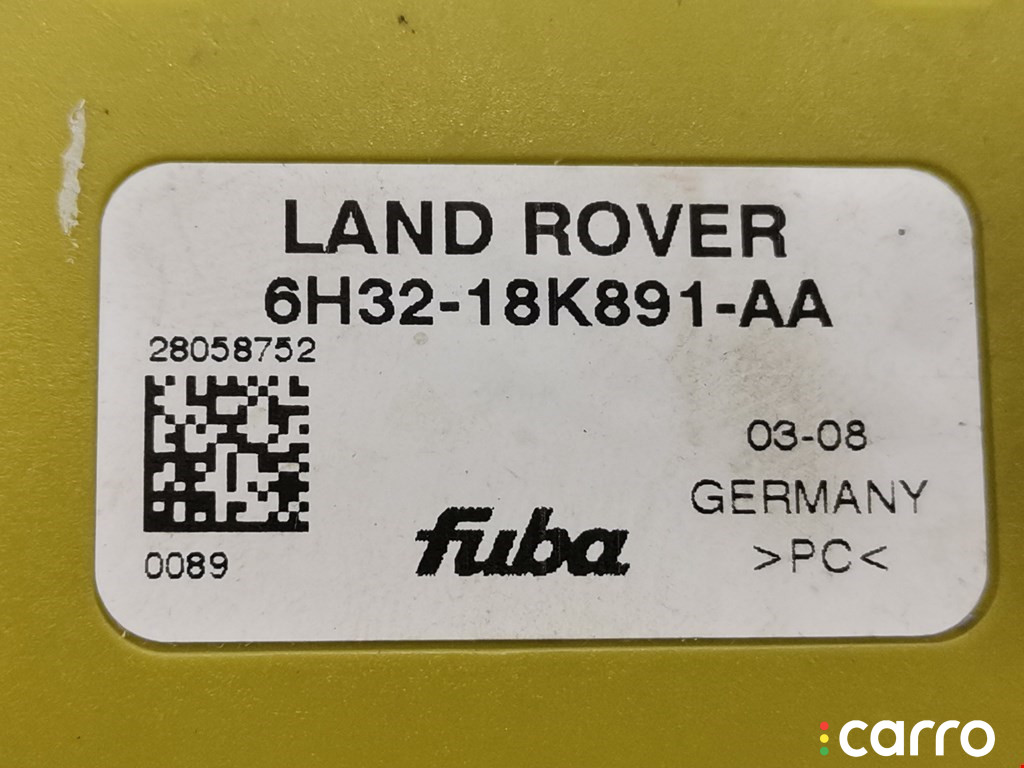 LAND ROVER
6H32-18K891-AA
28058752
03-08
GERMANY
0089
fuba
>PC<
carro